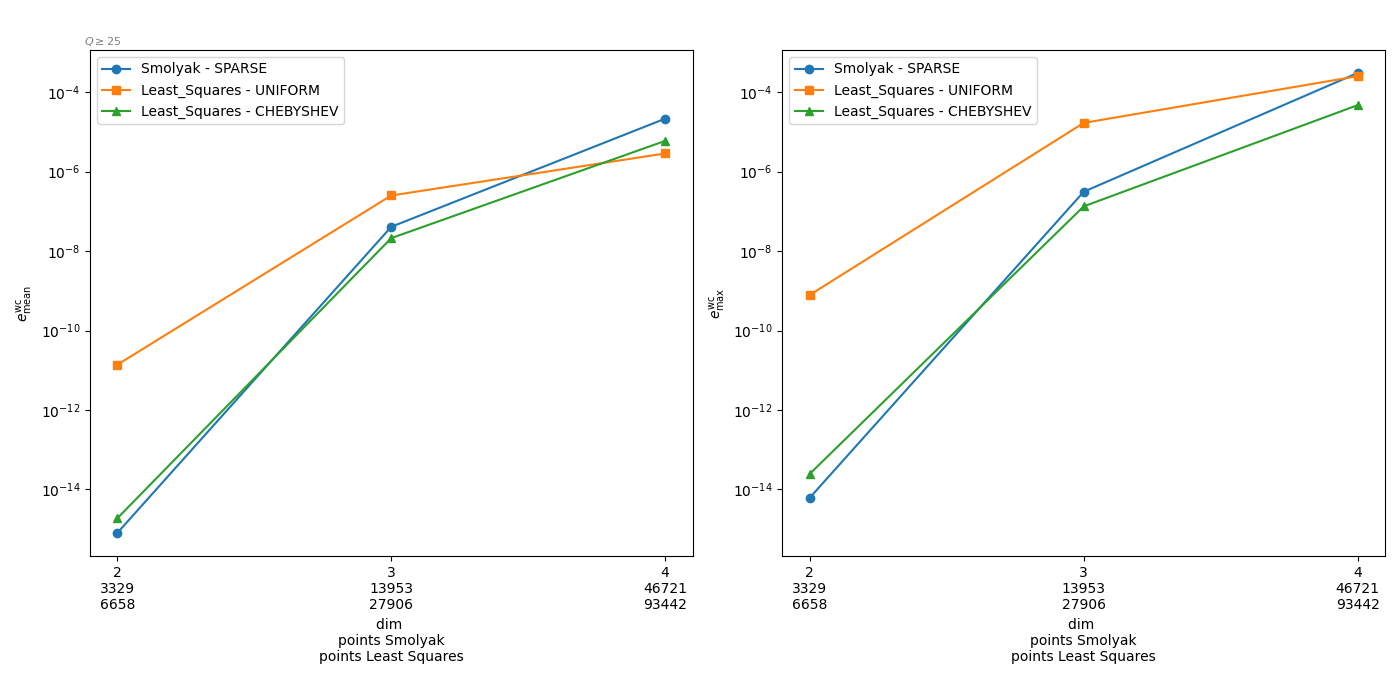 Q ≥ 25
Smolyak - SPARSE
Least_Squares - UNIFORM
Least_Squares - CHEBYSHEV
10⁻⁴
10⁻⁶
10⁻⁸
10⁻¹⁰
10⁻¹²
10⁻¹⁴
e^wc_mean
2 3 4
3329 13953 46721
6658 27906 93442
dim
points Smolyak
points Least Squares
Smolyak - SPARSE
Least_Squares - UNIFORM
Least_Squares - CHEBYSHEV
10⁻⁴
10⁻⁶
10⁻⁸
10⁻¹⁰
10⁻¹²
10⁻¹⁴
e^wc_max
2 3 4
3329 13953 46721
6658 27906 93442
dim
points Smolyak
points Least Squares